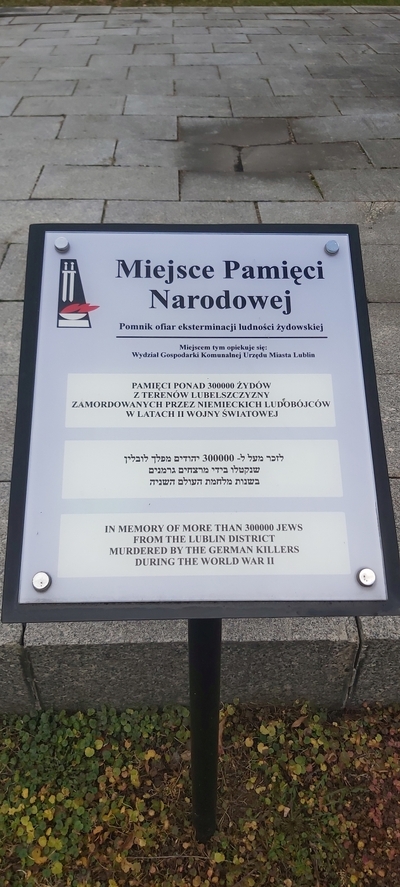 Miejsce Pamięci
Narodowej
Pomnik ofiar eksterminacji ludności żydowskiej
Miejscem tym opiekuje się:
Wydział Gospodarki Komunalnej Urzędu Miasta Lublin
PAMIĘCI PONAD 300000 ŻYDÓW
Z TERENÓW LUBELSZCZYZNY
ZAMORDOWANYCH PRZEZ NIEMIECKICH LUDOBÓJCÓW
W LATACH II WOJNY ŚWIATOWEJ
לזכר מעל ל- 300000 יהודים מפלך לובלין
שנקטלו בידי מרצחים גרמנים
בשנות מלחמת העולם השניה
IN MEMORY OF MORE THAN 300000 JEWS
FROM THE LUBLIN DISTRICT
MURDERED BY THE GERMAN KILLERS
DURING THE WORLD WAR II